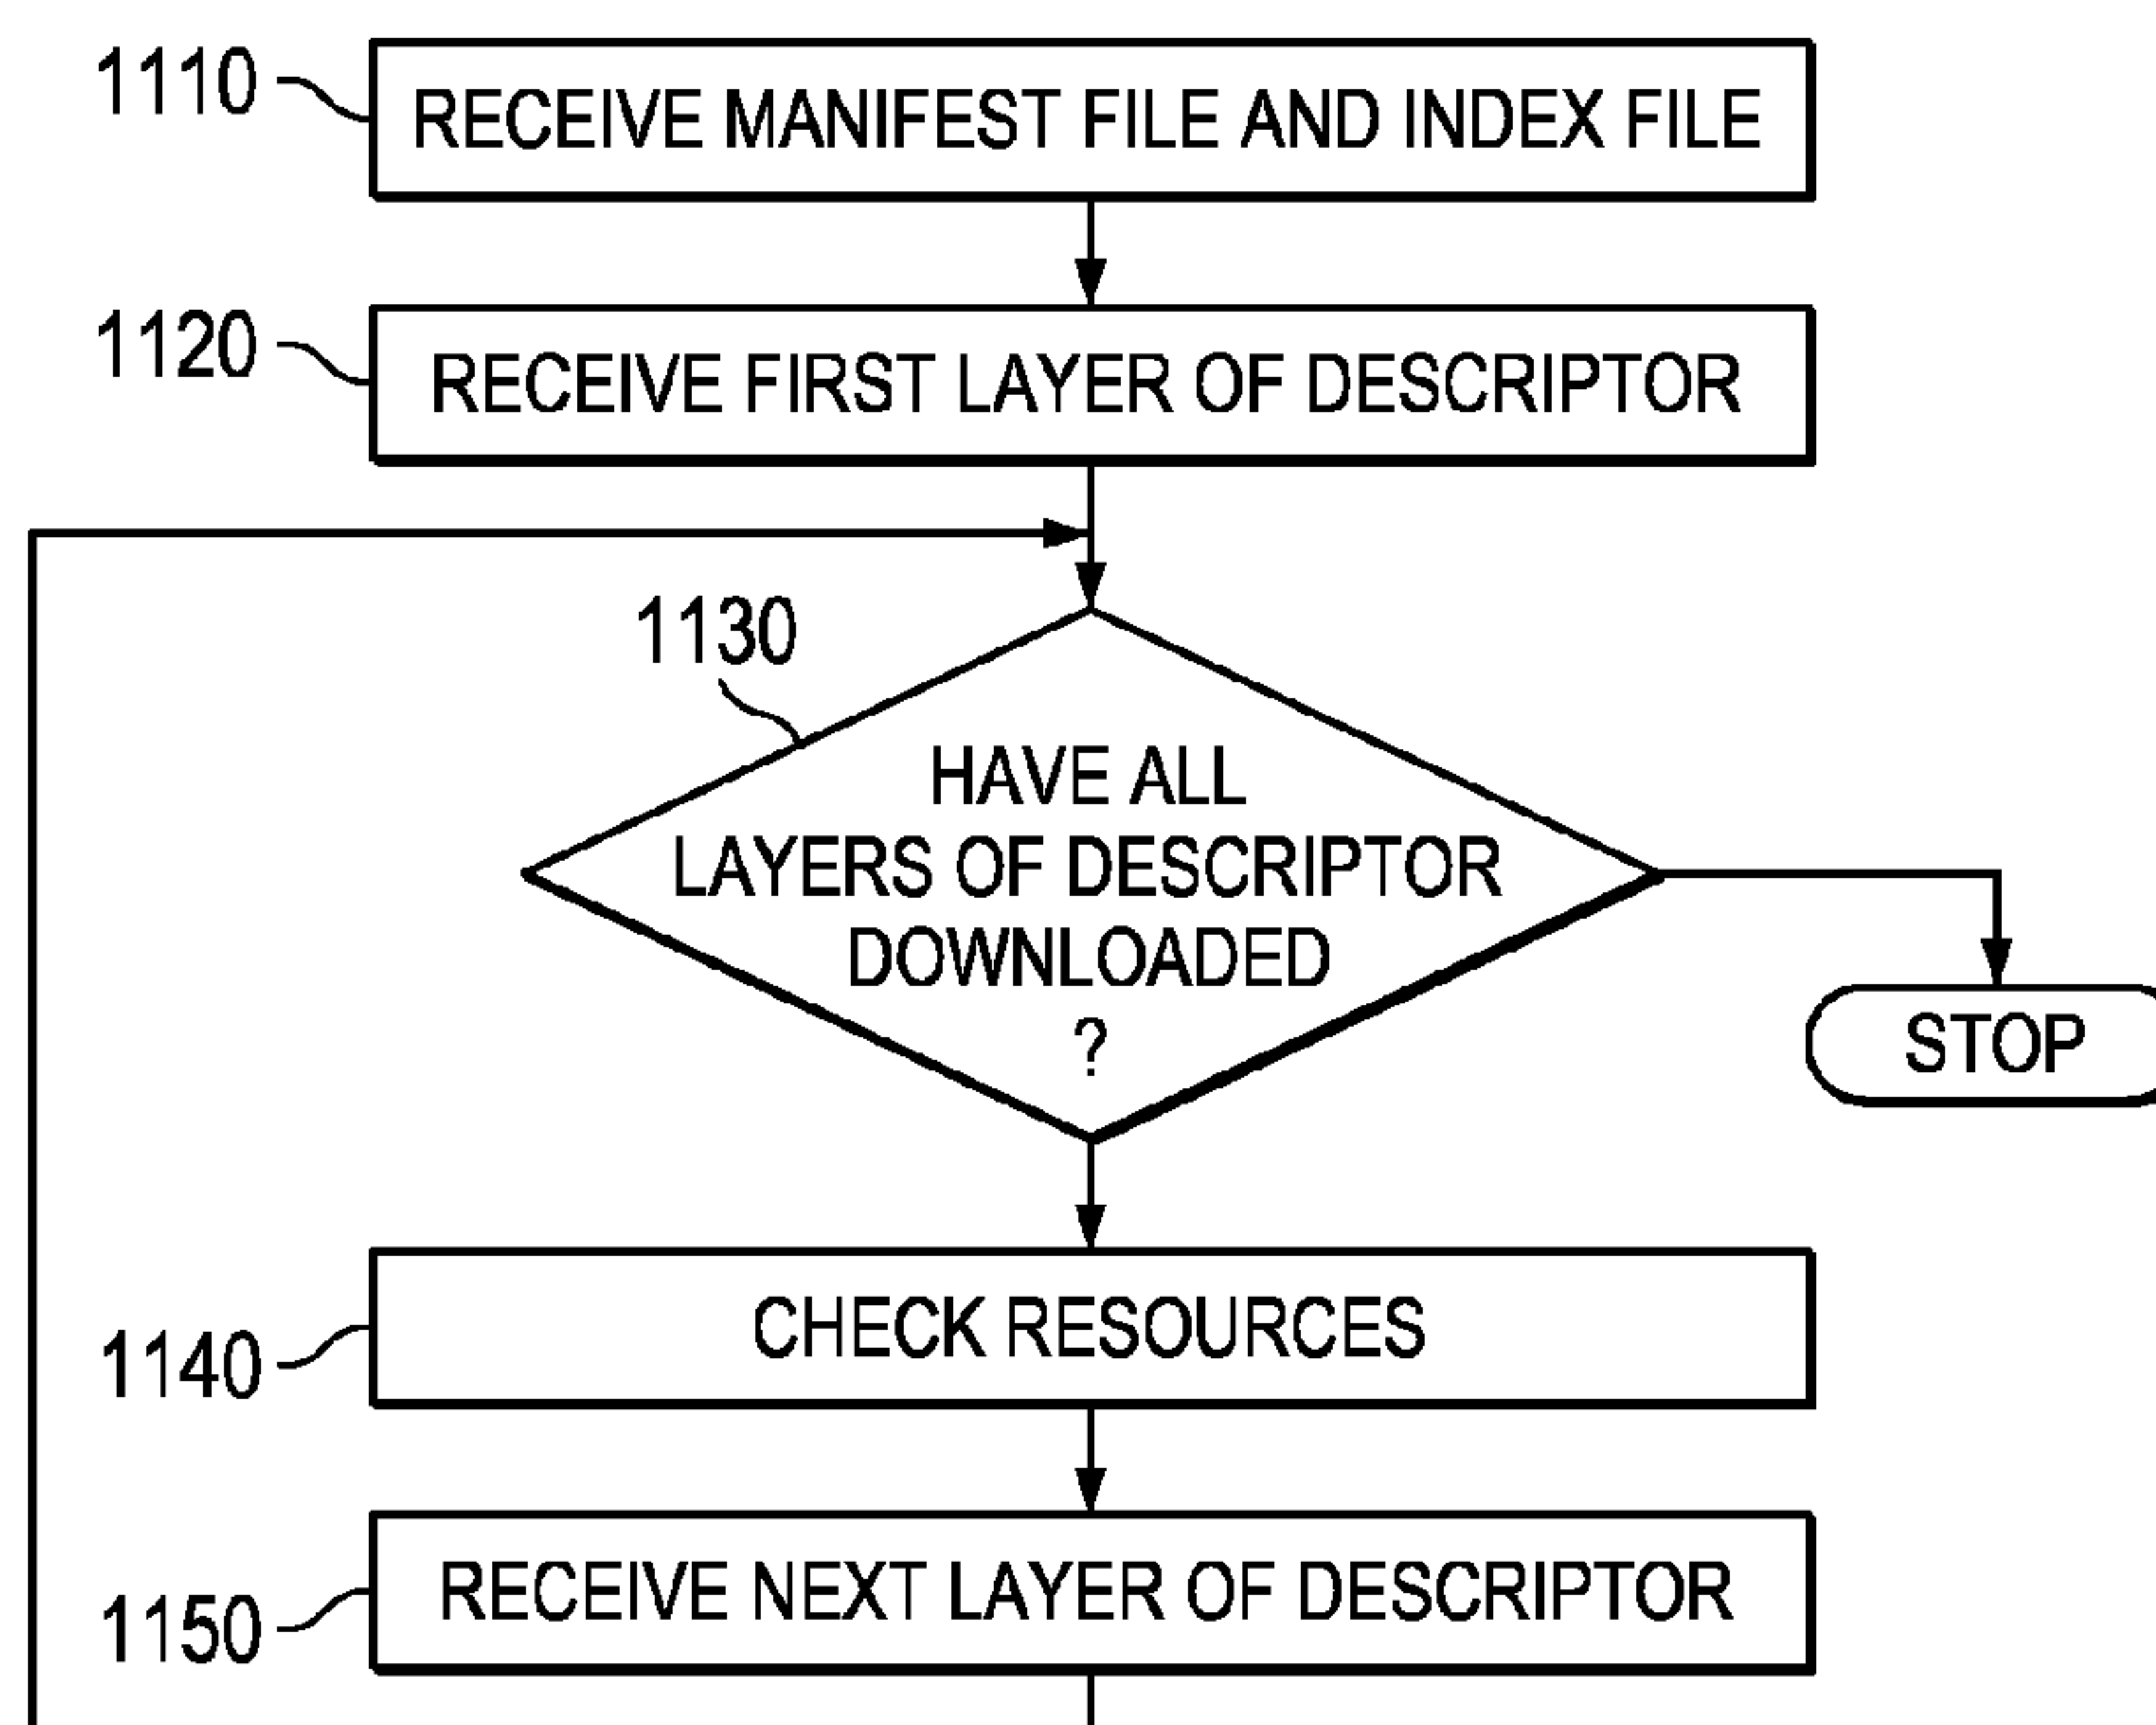 1110
RECEIVE MANIFEST FILE AND INDEX FILE
1120
RECEIVE FIRST LAYER OF DESCRIPTOR
1130
HAVE ALL
LAYERS OF DESCRIPTOR
DOWNLOADED
?
STOP
CHECK RESOURCES
1140
RECEIVE NEXT LAYER OF DESCRIPTOR
1150